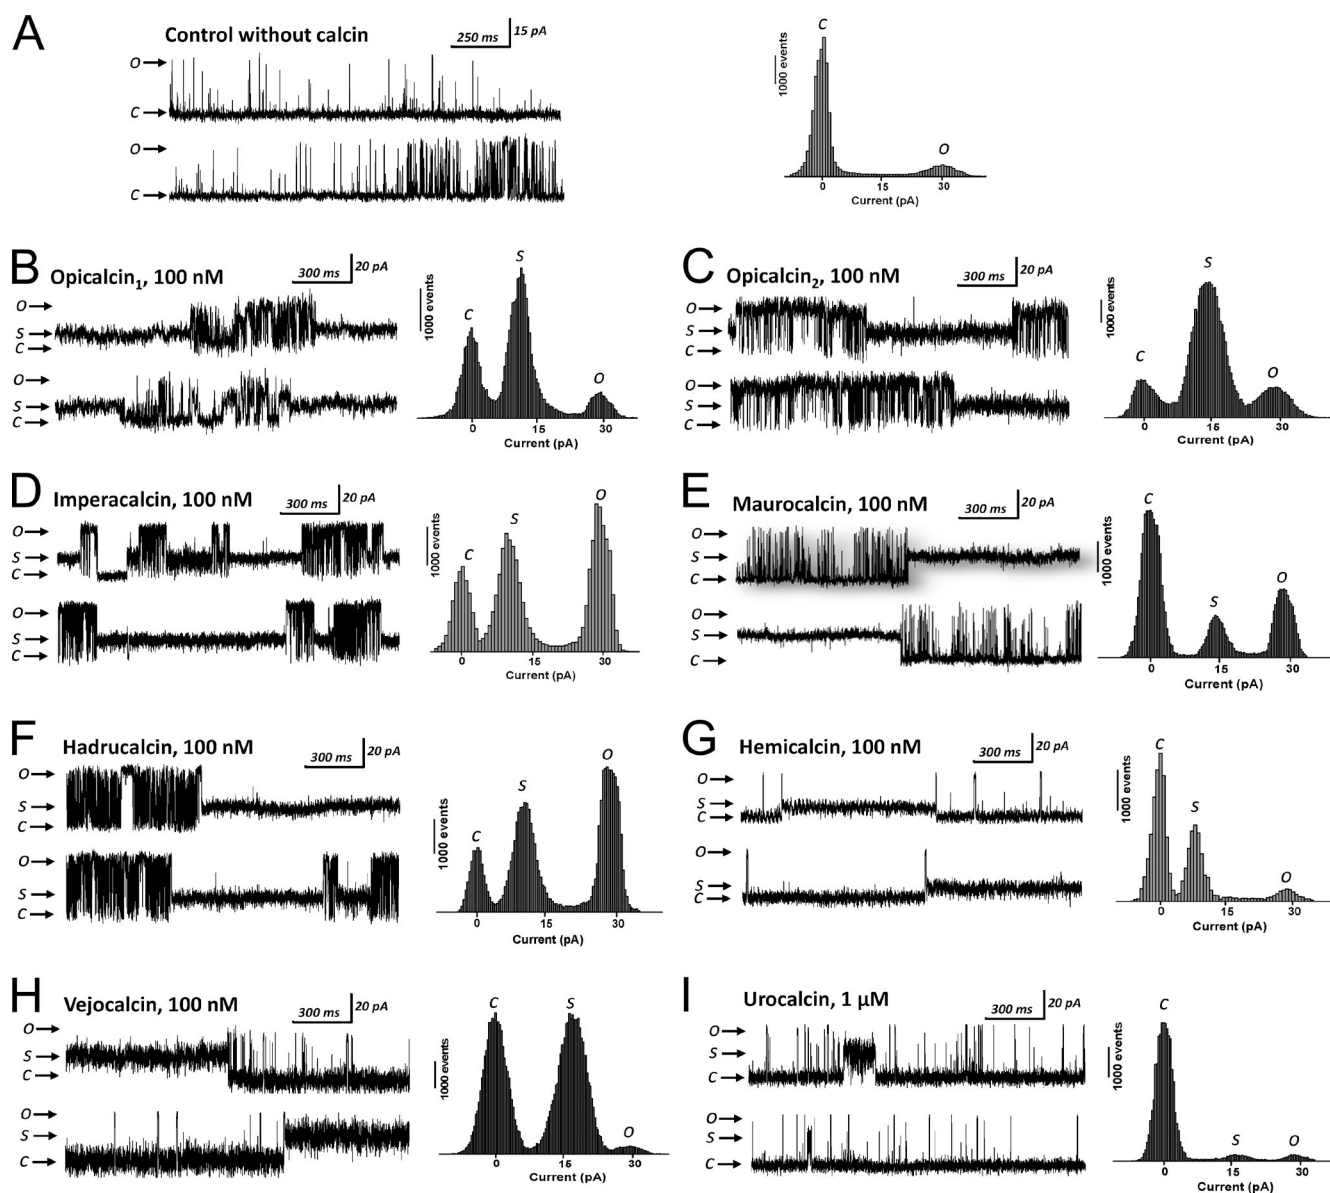 A
Control without calcin
250 ms
15 pA
O
C
O
C
C
O
1000 events
0 15 30
Current (pA)
B
Opicalcin1, 100 nM
300 ms
20 pA
O
S
C
O
S
C
C
S
O
1000 events
0 15 30
Current (pA)
C
Opicalcin2, 100 nM
300 ms
20 pA
O
S
C
O
S
C
C
S
O
1000 events
0 15 30
Current (pA)
D
Imperacalcin, 100 nM
300 ms
20 pA
O
S
C
O
S
C
C
S
O
1000 events
0 15 30
Current (pA)
E
Maurocalcin, 100 nM
300 ms
20 pA
O
S
C
O
S
C
C
S
O
1000 events
0 15 30
Current (pA)
F
Hadrucalcin, 100 nM
300 ms
20 pA
O
S
C
O
S
C
C
S
O
1000 events
0 15 30
Current (pA)
G
Hemicalcin, 100 nM
300 ms
20 pA
O
S
C
O
S
C
C
S
O
1000 events
0 15 30
Current (pA)
H
Vejocalcin, 100 nM
300 ms
20 pA
O
S
C
O
S
C
C
S
O
1000 events
0 15 30
Current (pA)
I
Urocalcin, 1 µM
300 ms
20 pA
O
S
C
O
S
C
C
S
O
1000 events
0 15 30
Current (pA)